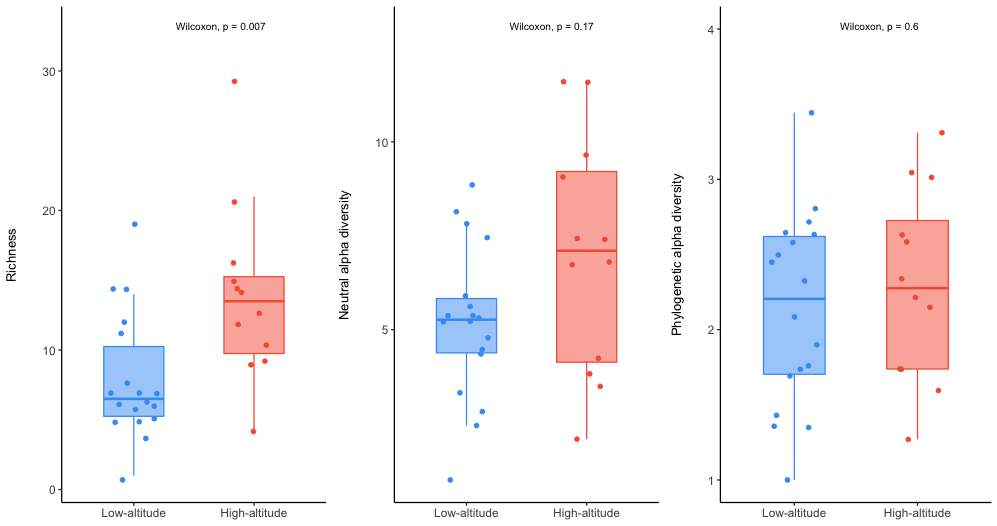 Richness
Wilcoxon, p = 0.007
30
20
10
0
Low-altitude
High-altitude
Neutral alpha diversity
Wilcoxon, p = 0.17
10
5
Low-altitude
High-altitude
Phylogenetic alpha diversity
Wilcoxon, p = 0.6
4
3
2
1
Low-altitude
High-altitude